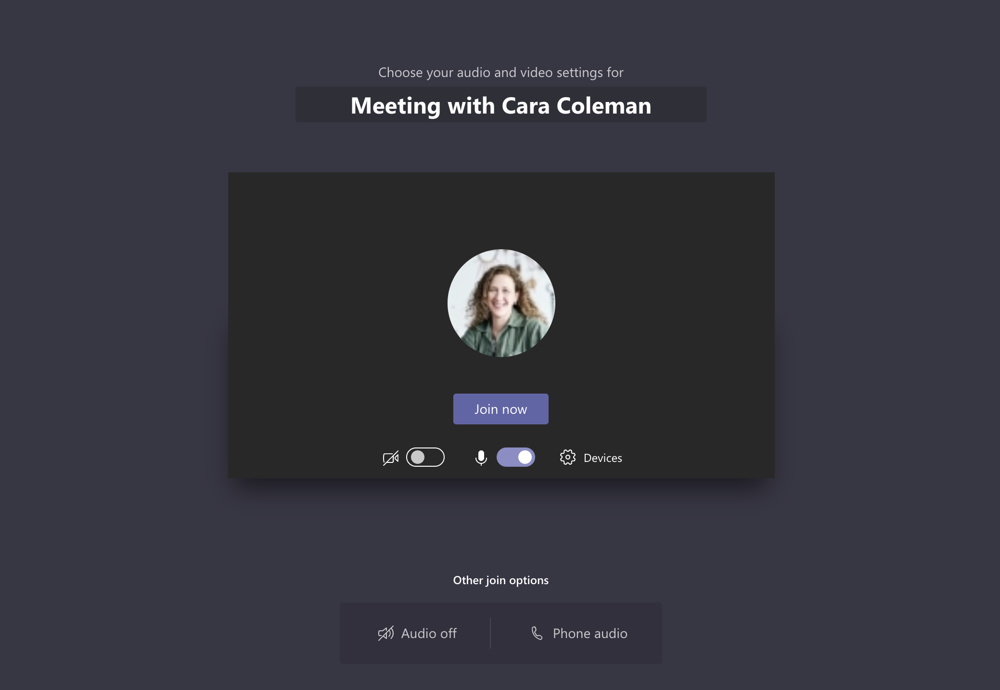 Choose your audio and video settings for
Meeting with Cara Coleman
Join now
Devices
Other join options
Audio off
Phone audio